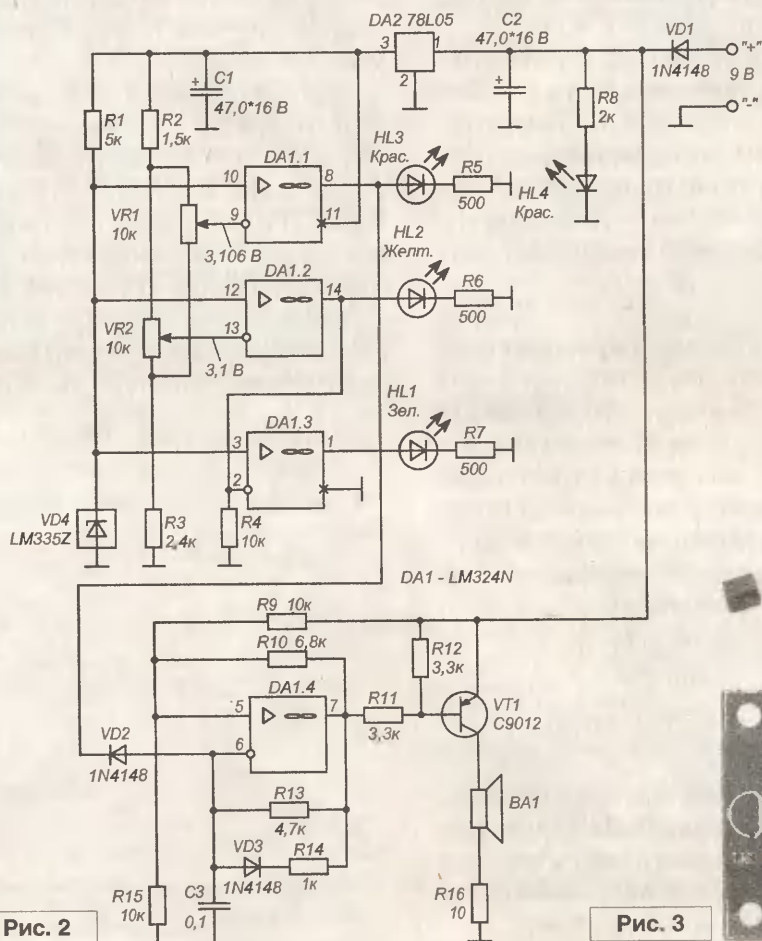 DA2 78L05
3
1
2
C2
47,0*16 В
VD1
1N4148
"+"
9 В
"-"
+
C1
47,0*16 В
+
R1
5к
R2
1,5к
R8
2к
HL4
Крас.
DA1.1
10
8
9
11
HL3
Крас.
R5
500
VR1
10к
3,106 В
DA1.2
12
14
13
HL2
Желт.
R6
500
VR2
10к
3,1 В
DA1.3
3
1
2
HL1
Зел.
R7
500
VD4
LM335Z
R3
2,4к
R4
10к
DA1 - LM324N
R9 10к
R10 6,8к
R12
3,3к
DA1.4
5
7
6
R11
3,3к
VT1
C9012
VD2
1N4148
R13
4,7к
VD3
1N4148
R14
1к
BA1
R15
10к
C3
0,1
R16
10
Рис. 2
Рис. 3